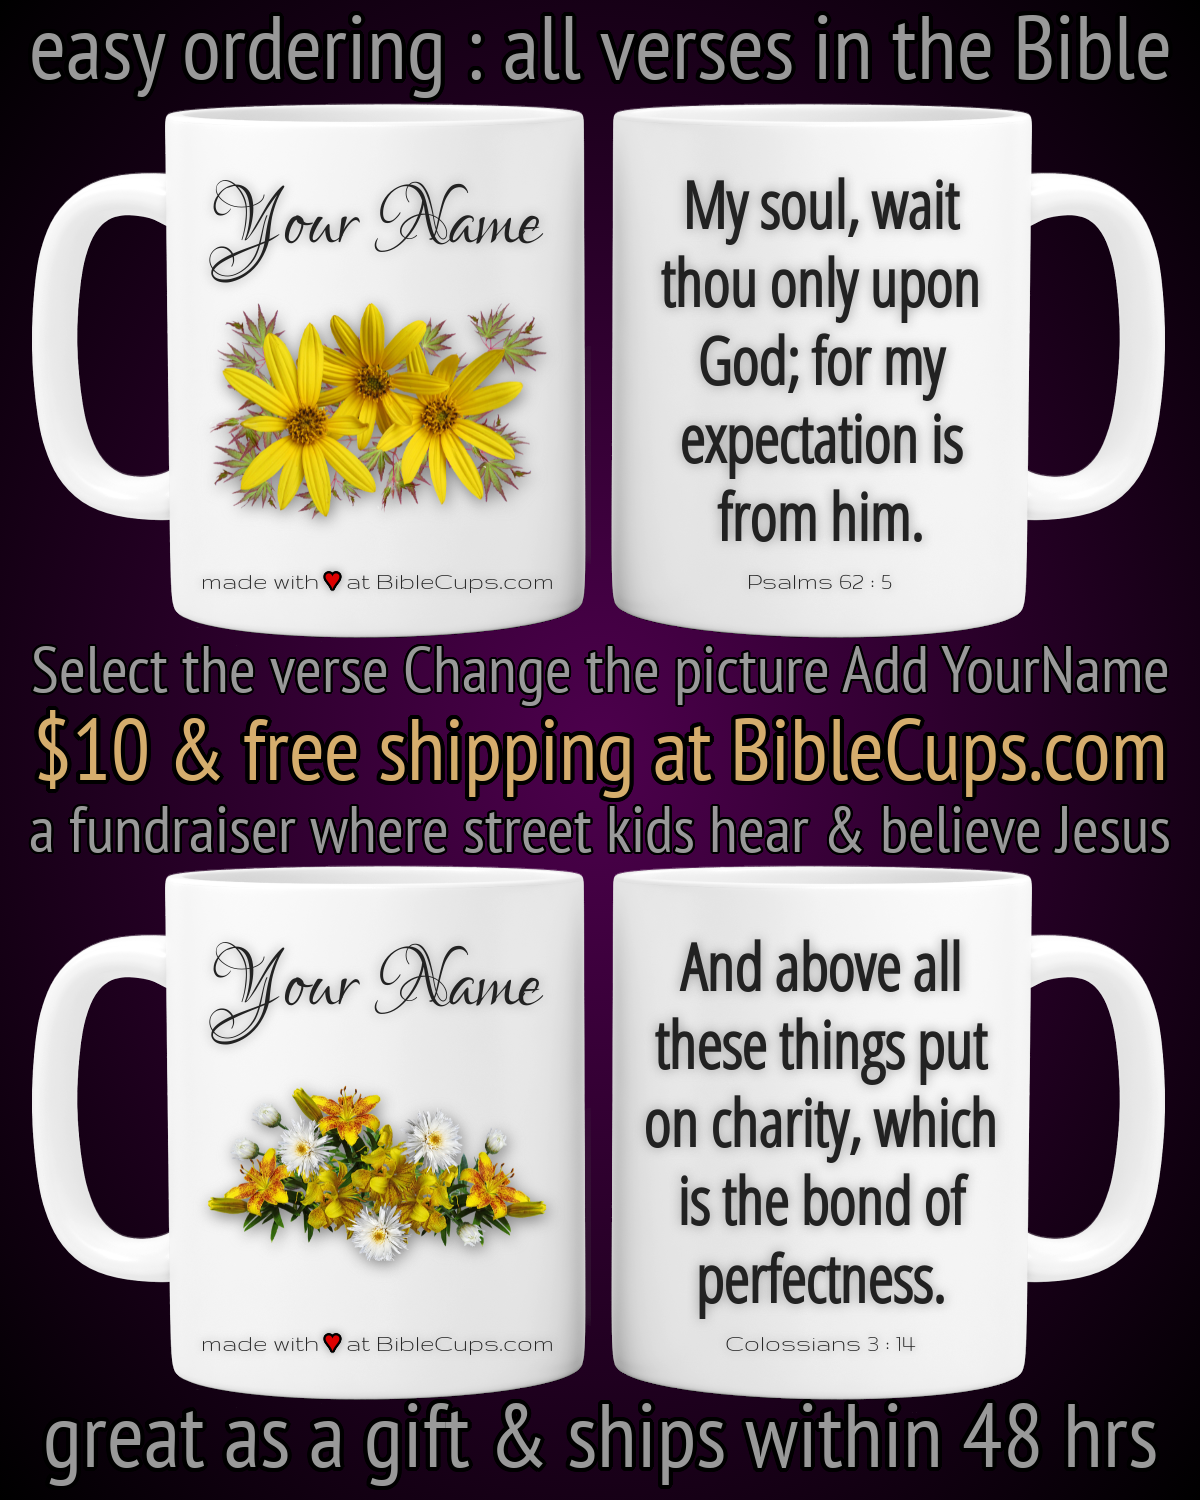 easy ordering : all verses in the Bible
Your Name
made with ♥ at BibleCups.com
My soul, wait
thou only upon
God; for my
expectation is
from him.
Psalms 62 : 5
Select the verse Change the picture Add YourName
$10 & free shipping at BibleCups.com
a fundraiser where street kids hear & believe Jesus
Your Name
made with ♥ at BibleCups.com
And above all
these things put
on charity, which
is the bond of
perfectness.
Colossians 3 : 14
great as a gift & ships within 48 hrs